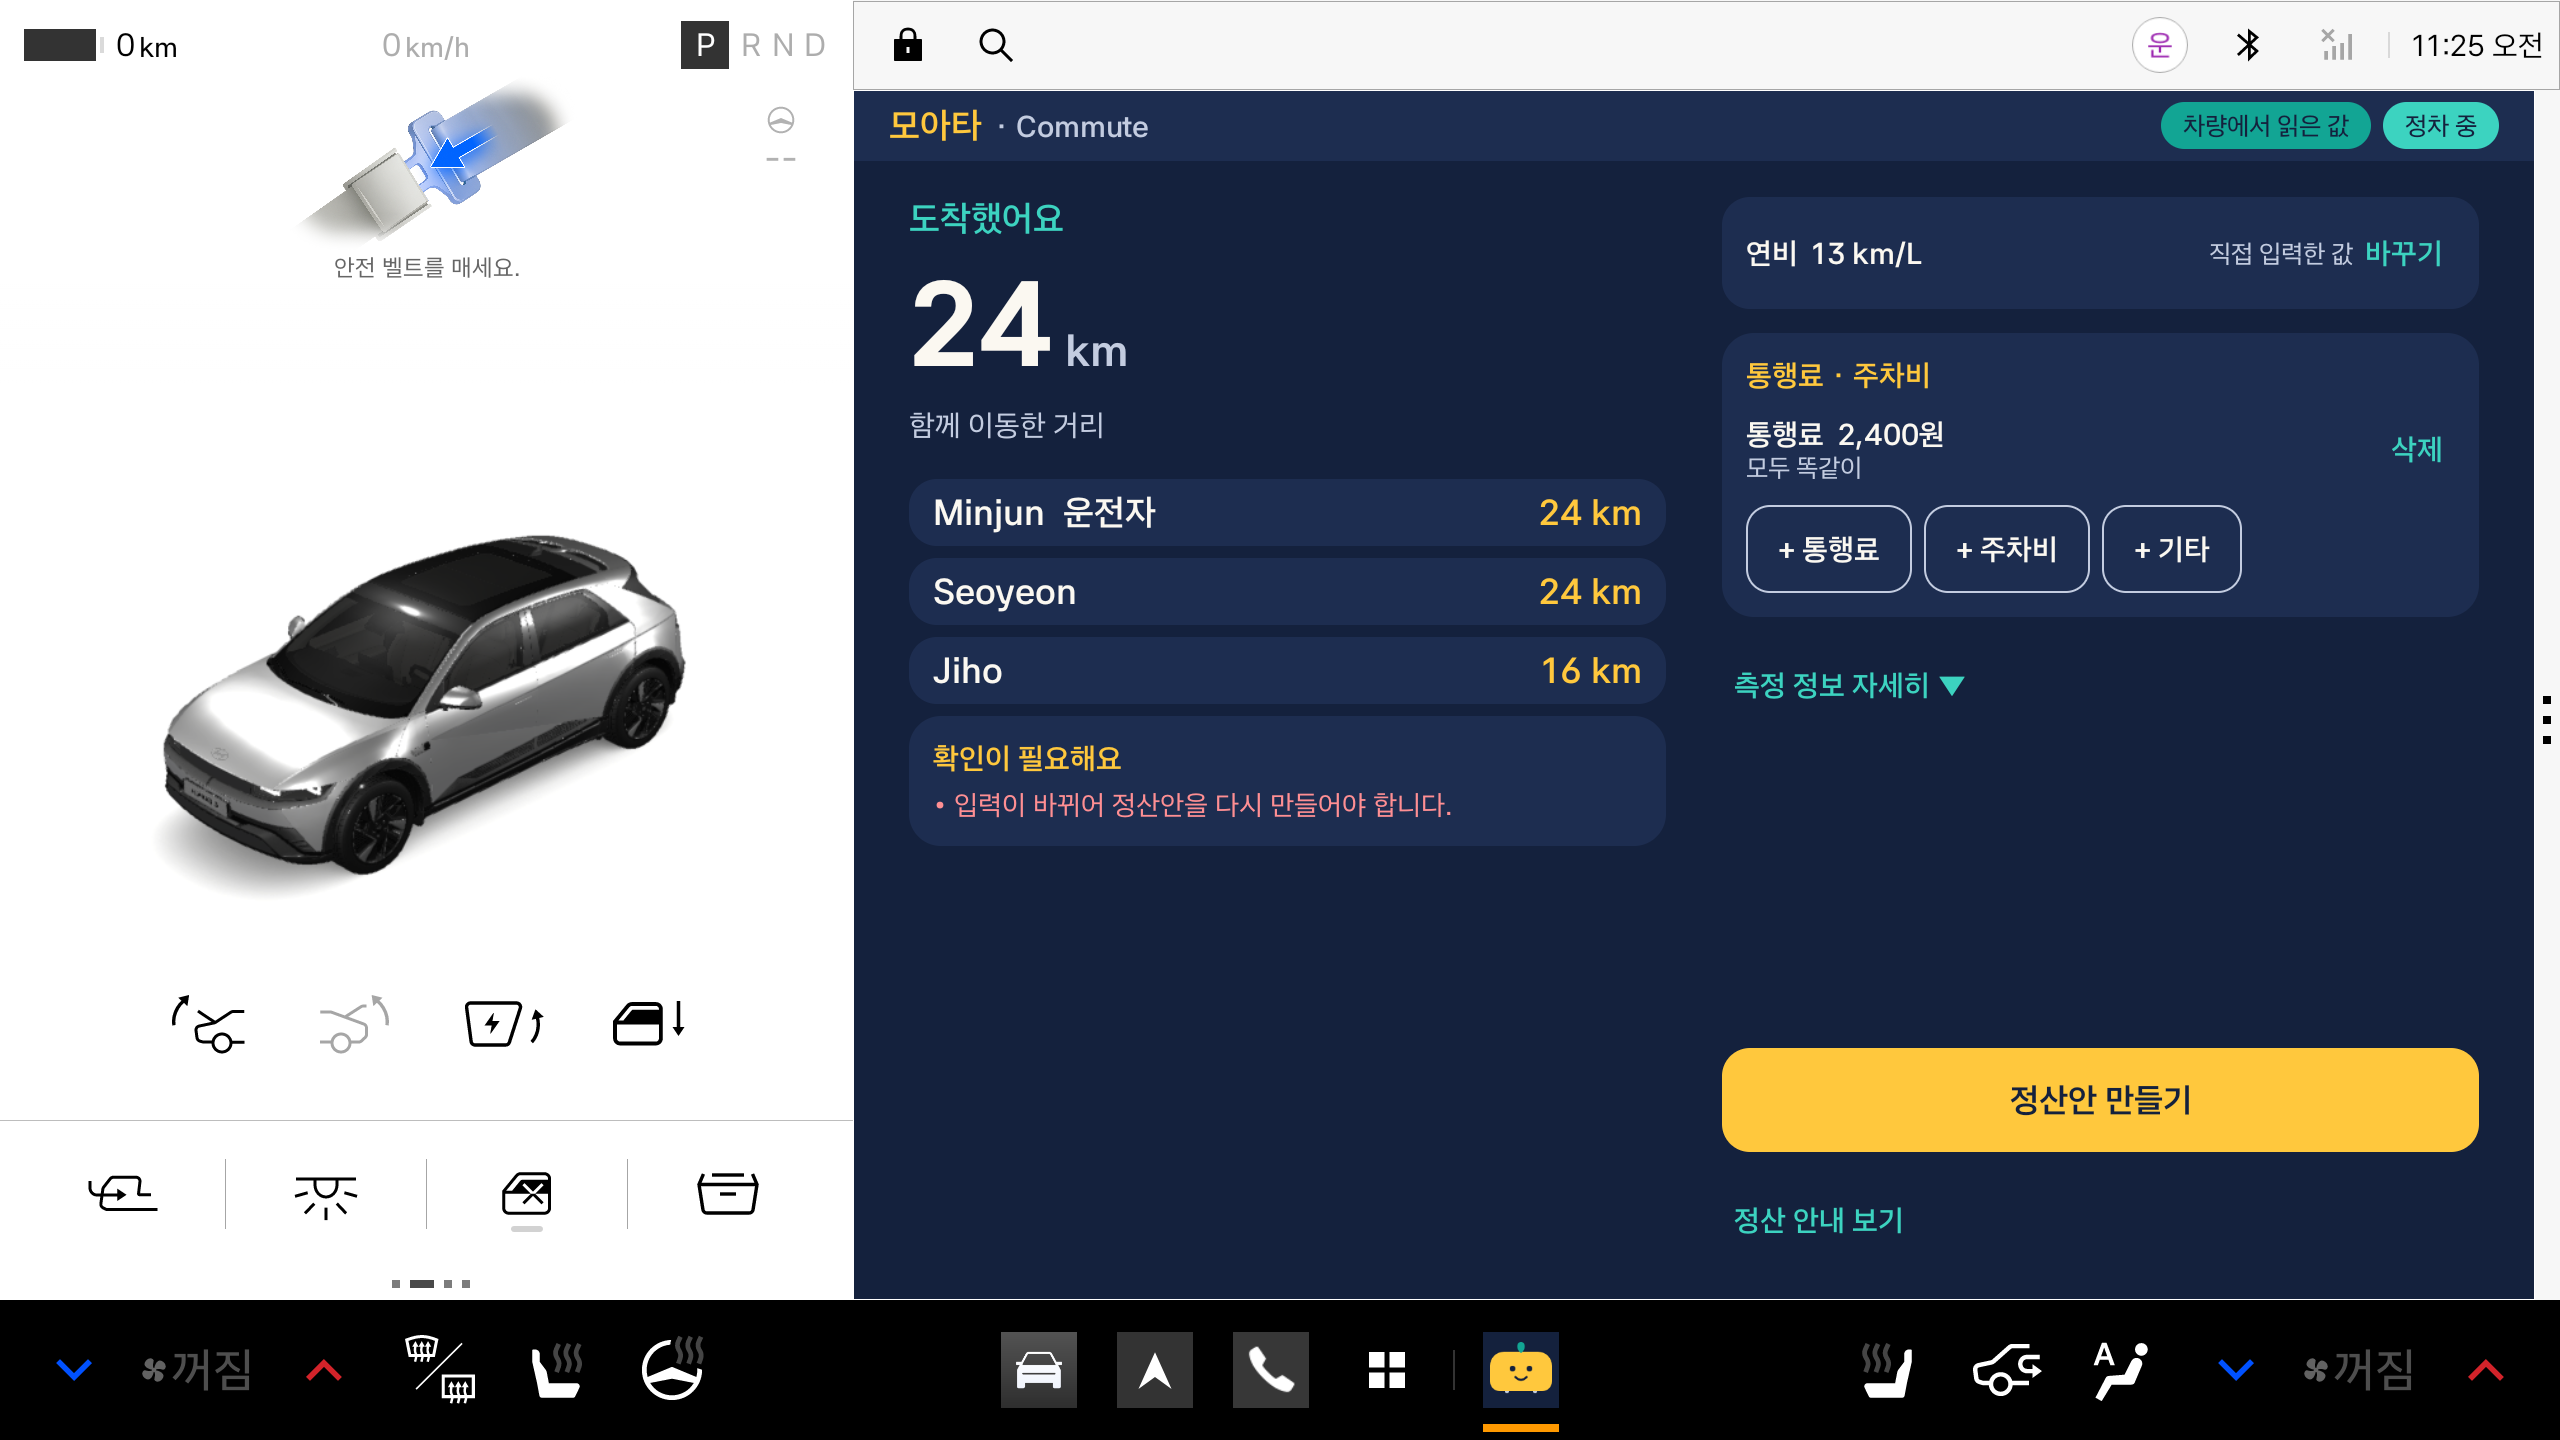 0 km
0 km/h
P R N D
안전 벨트를 매세요.
운
11:25 오전
모아타 · Commute
차량에서 읽은 값
정차 중
도착했어요
24 km
함께 이동한 거리
Minjun 운전자 24 km
Seoyeon 24 km
Jiho 16 km
확인이 필요해요
• 입력이 바뀌어 정산안을 다시 만들어야 합니다.
연비 13 km/L
직접 입력한 값 바꾸기
통행료 · 주차비
통행료 2,400원
모두 똑같이
삭제
+ 통행료
+ 주차비
+ 기타
측정 정보 자세히 ▼
정산안 만들기
정산 안내 보기
꺼짐
A
꺼짐